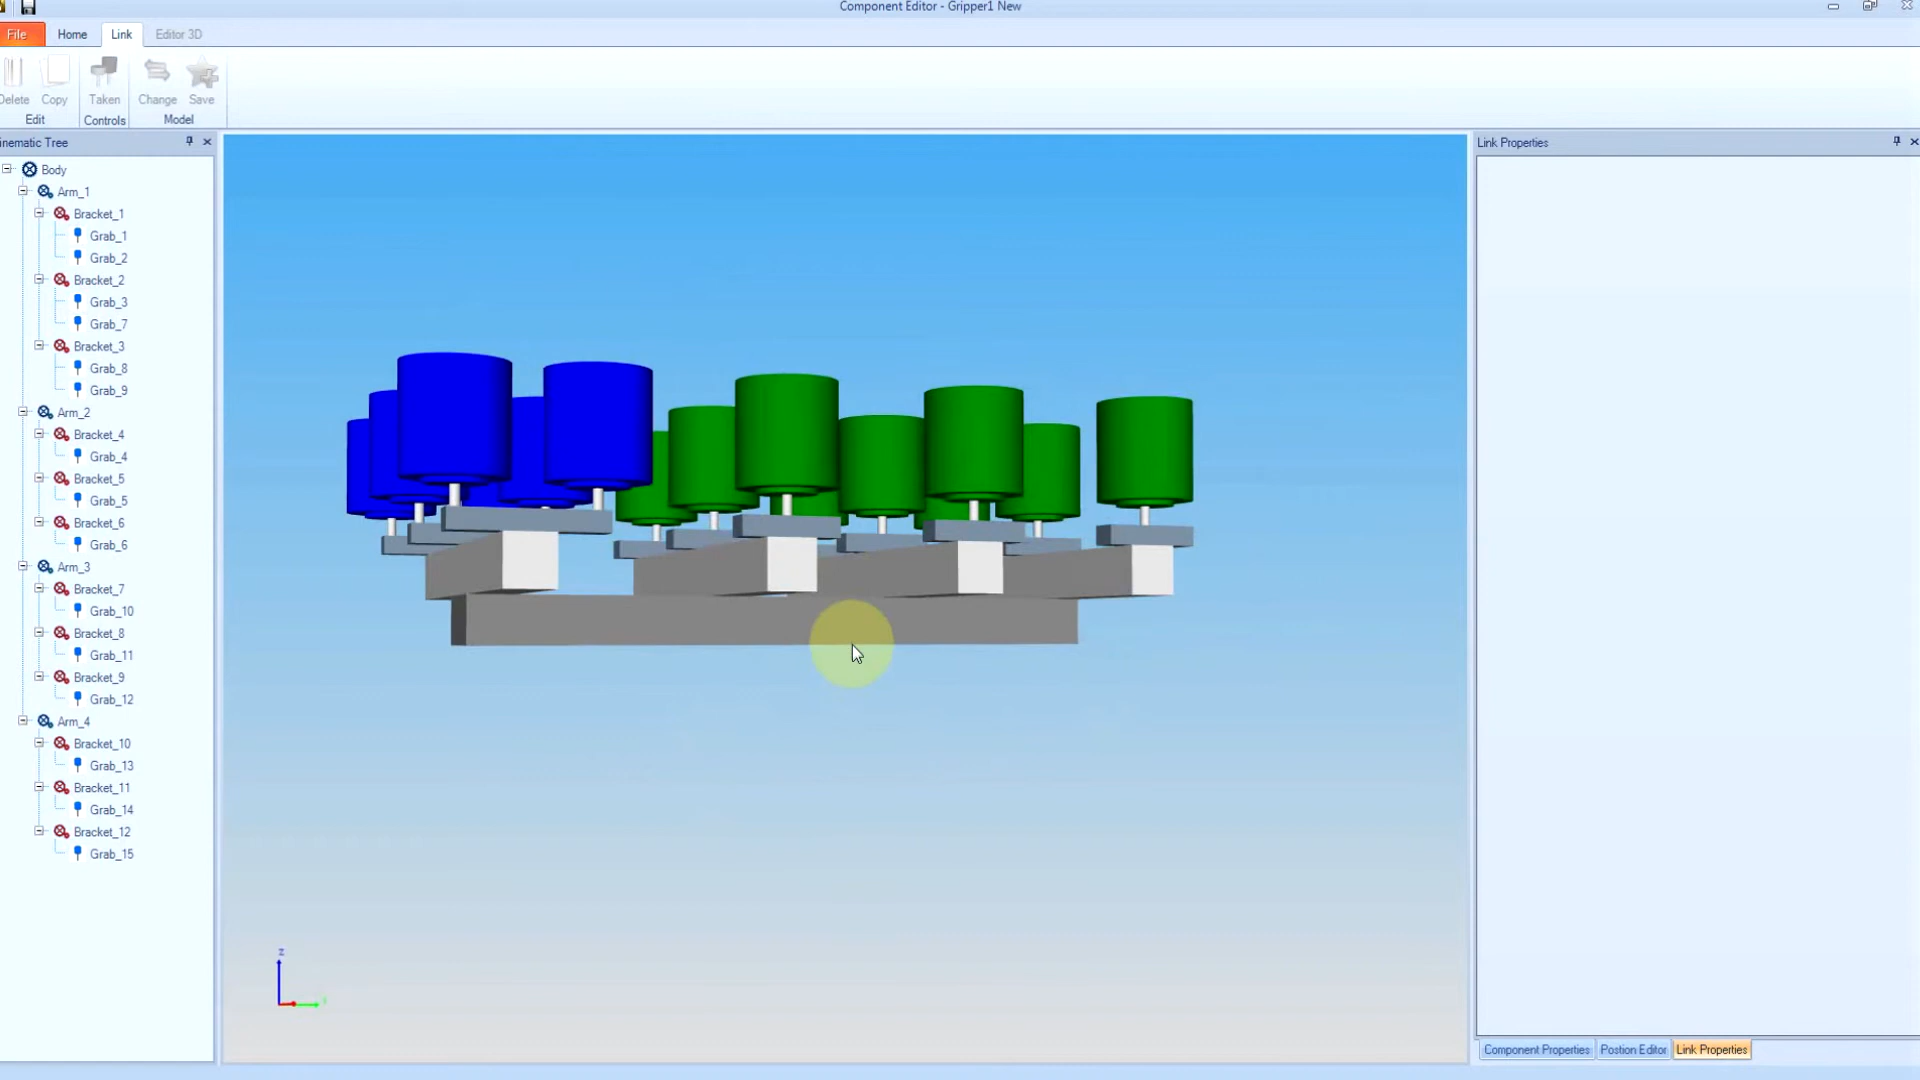 Component Editor - Gripper1 New
File Home Link Editor 3D
Delete Copy Taken Change Save
Edit Controls Model
inematic Tree
Link Properties
Body
Arm_1
Bracket_1
Grab_1
Grab_2
Bracket_2
Grab_3
Grab_7
Bracket_3
Grab_8
Grab_9
Arm_2
Bracket_4
Grab_4
Bracket_5
Grab_5
Bracket_6
Grab_6
Arm_3
Bracket_7
Grab_10
Bracket_8
Grab_11
Bracket_9
Grab_12
Arm_4
Bracket_10
Grab_13
Bracket_11
Grab_14
Bracket_12
Grab_15
z
Component Properties Postion Editor Link Properties